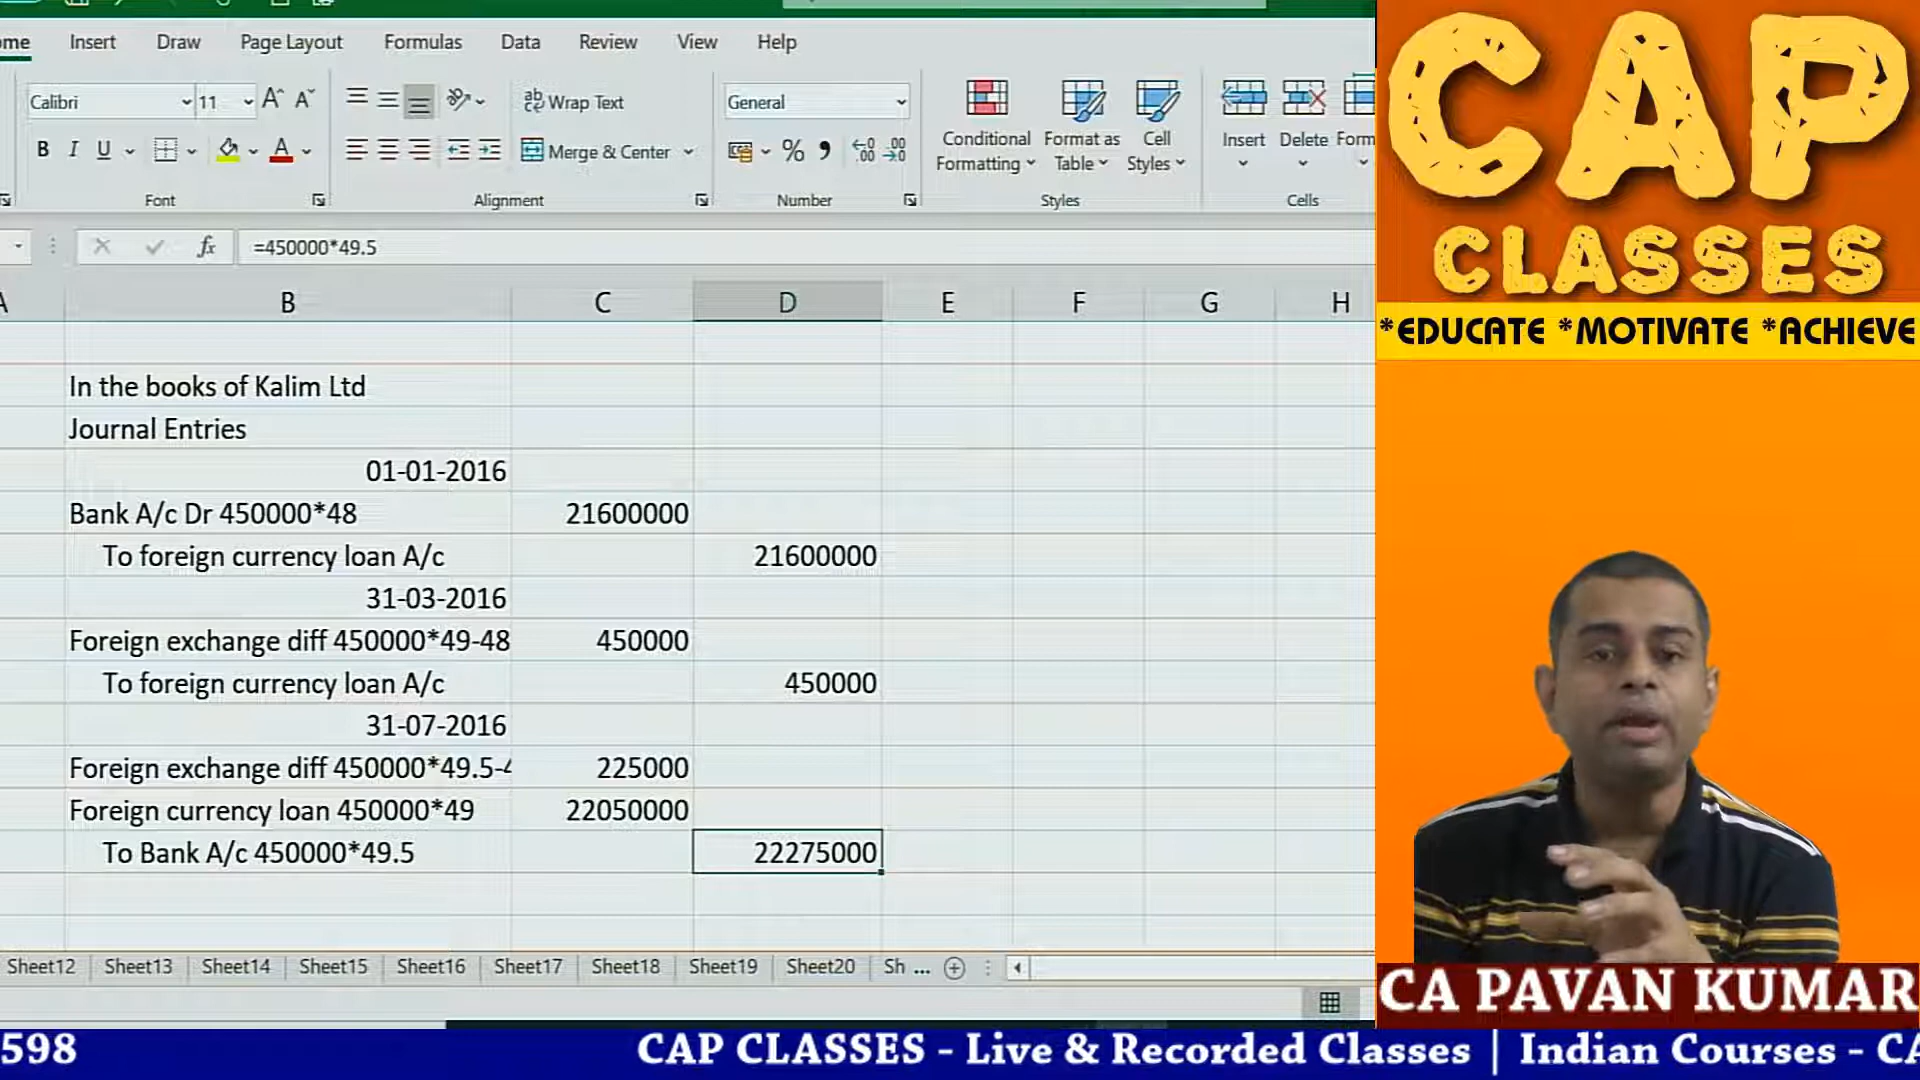 ome Insert Draw Page Layout Formulas Data Review View Help
Calibri 11 ab Wrap Text General
B I U Merge & Center % Conditional Formatting Format as Table Cell Styles Insert Delete Form
Font Alignment Number Styles Cells
fx =450000*49.5
A B C D E F G H
In the books of Kalim Ltd
Journal Entries
01-01-2016
Bank A/c Dr 450000*48 21600000
To foreign currency loan A/c 21600000
31-03-2016
Foreign exchange diff 450000*49-48 450000
To foreign currency loan A/c 450000
31-07-2016
Foreign exchange diff 450000*49.5-4 225000
Foreign currency loan 450000*49 22050000
To Bank A/c 450000*49.5 22275000
Sheet12 Sheet13 Sheet14 Sheet15 Sheet16 Sheet17 Sheet18 Sheet19 Sheet20 Sh ...
CAP
CLASSES
*EDUCATE *MOTIVATE *ACHIEVE
CA PAVAN KUMAR
598 CAP CLASSES - Live & Recorded Classes | Indian Courses - CA